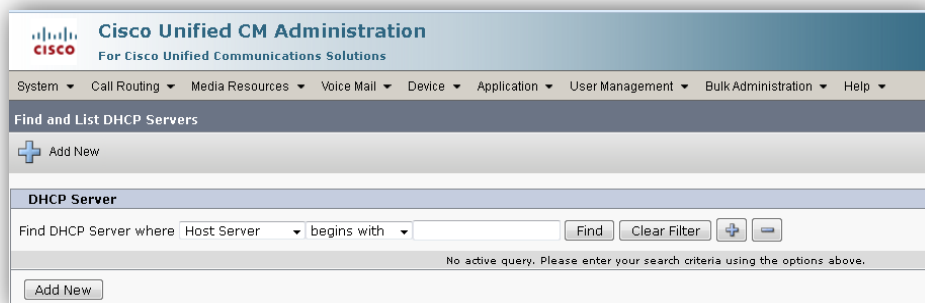 CISCO
Cisco Unified CM Administration
For Cisco Unified Communications Solutions
System Call Routing Media Resources Voice Mail Device Application User Management Bulk Administration Help
Find and List DHCP Servers
Add New
DHCP Server
Find DHCP Server where Host Server begins with Find Clear Filter
No active query. Please enter your search criteria using the options above.
Add New